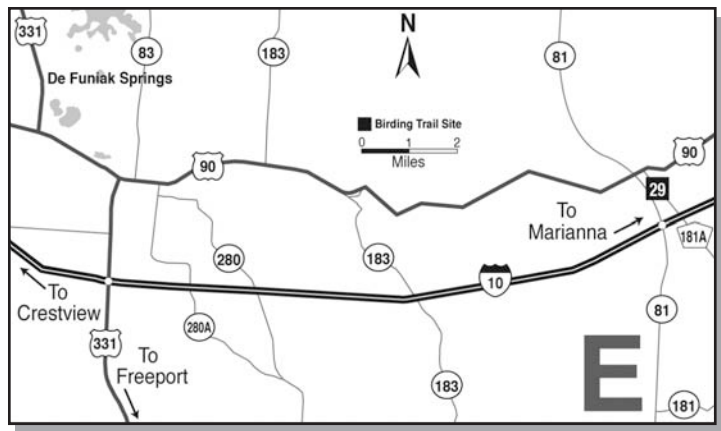 N
331
83
183
81
De Funiak Springs
Birding Trail Site
0 1 2
Miles
90
90
29
To
Marianna
181A
280
183
10
To
Crestview
280A
81
331
To
Freeport
183
E
181